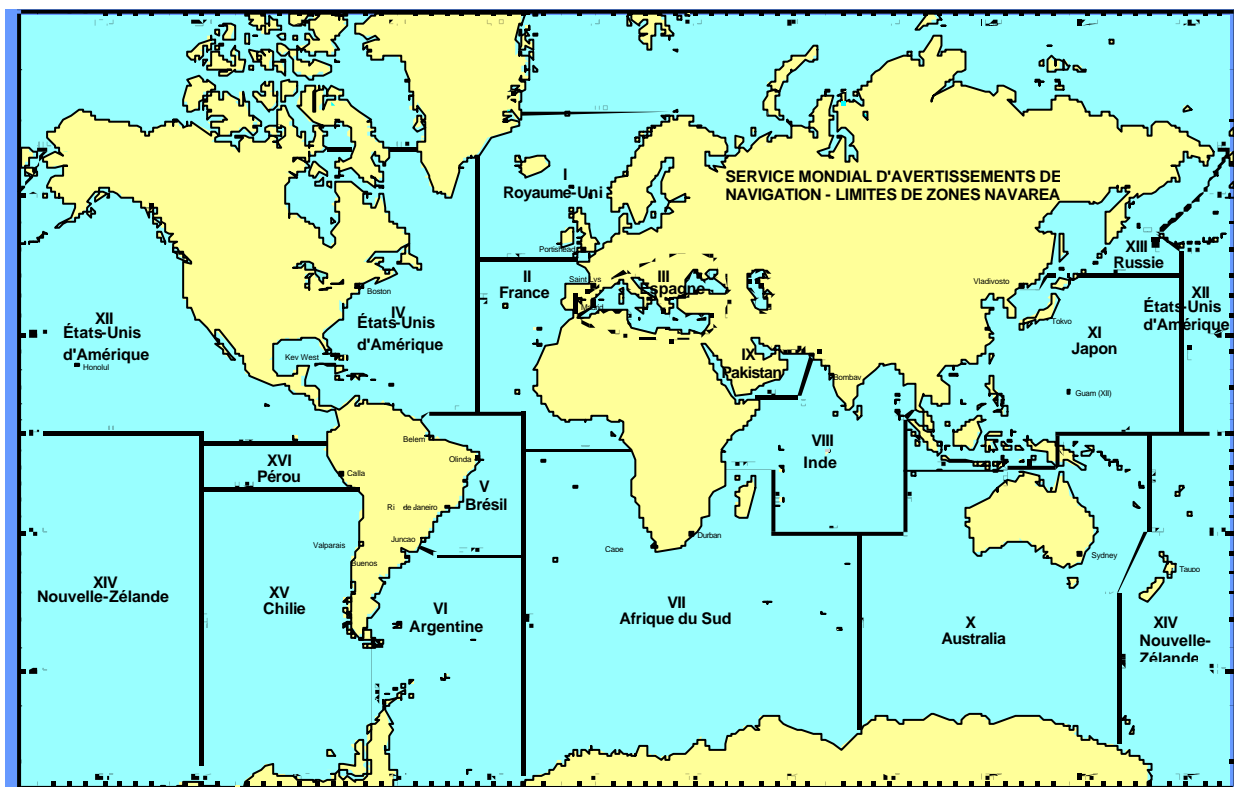 SERVICE MONDIAL D'AVERTISSEMENTS DE
NAVIGATION - LIMITES DE ZONES NAVAREA
I
Royaume-Uni
Portishead
II
France
Saint Lys
III
Espagne
XIII
Russie
Vladivosto
XII
États-Unis
d'Amérique
Honolul
Boston
IV
États-Unis
d'Amérique
Key West
IX
Pakistan
Bombay
Tokyo
XI
Japon
Guam (XII)
XII
États-Unis
d'Amérique
Belem
Olinda
XVI
Pérou
Calla
V
Brésil
Ri de Janeiro
VIII
Inde
Valparais
Juncao
Buenos
Cape
Durban
Sydney
Taupo
XIV
Nouvelle-Zélande
XV
Chilie
VI
Argentine
VII
Afrique du Sud
X
Australia
XIV
Nouvelle-
Zélande